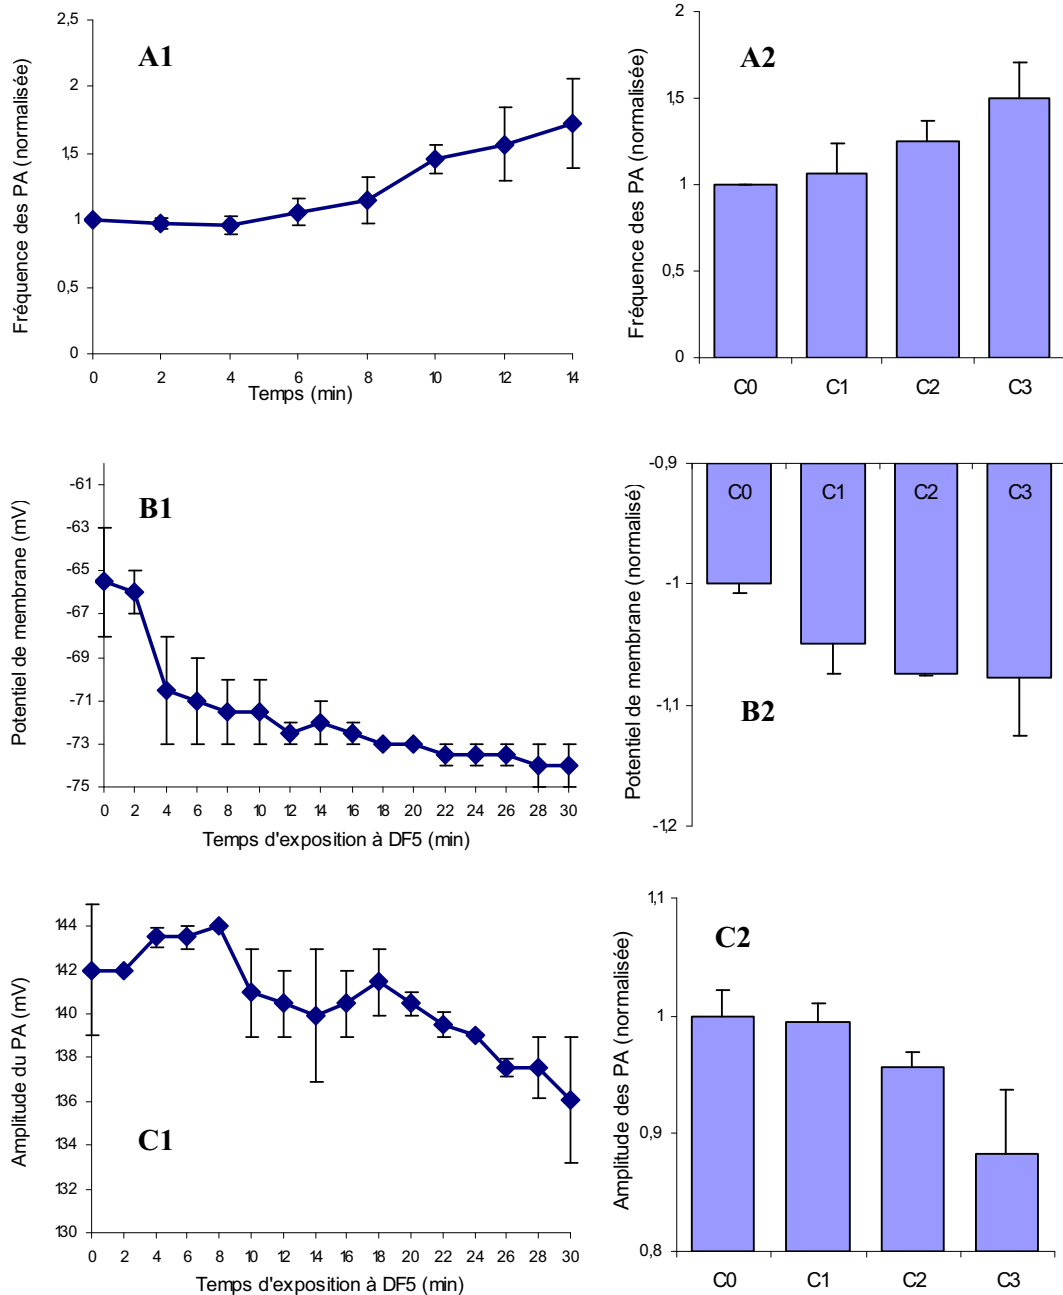 A1
Fréquence des PA (normalisée)
2,5
2
1,5
1
0,5
0
0 2 4 6 8 10 12 14
Temps (min)
A2
Fréquence des PA (normalisée)
2
1,5
1
0,5
0
C0 C1 C2 C3
B1
Potentiel de membrane (mV)
-61
-63
-65
-67
-69
-71
-73
-75
0 2 4 6 8 10 12 14 16 18 20 22 24 26 28 30
Temps d'exposition à DF5 (min)
B2
Potentiel de membrane (normalisé)
-0,9
-1
-1,1
-1,2
C0 C1 C2 C3
C1
Amplitude du PA (mV)
144
142
140
138
136
134
132
130
0 2 4 6 8 10 12 14 16 18 20 22 24 26 28 30
Temps d'exposition à DF5 (min)
C2
Amplitude des PA (normalisée)
1,1
1
0,9
0,8
C0 C1 C2 C3